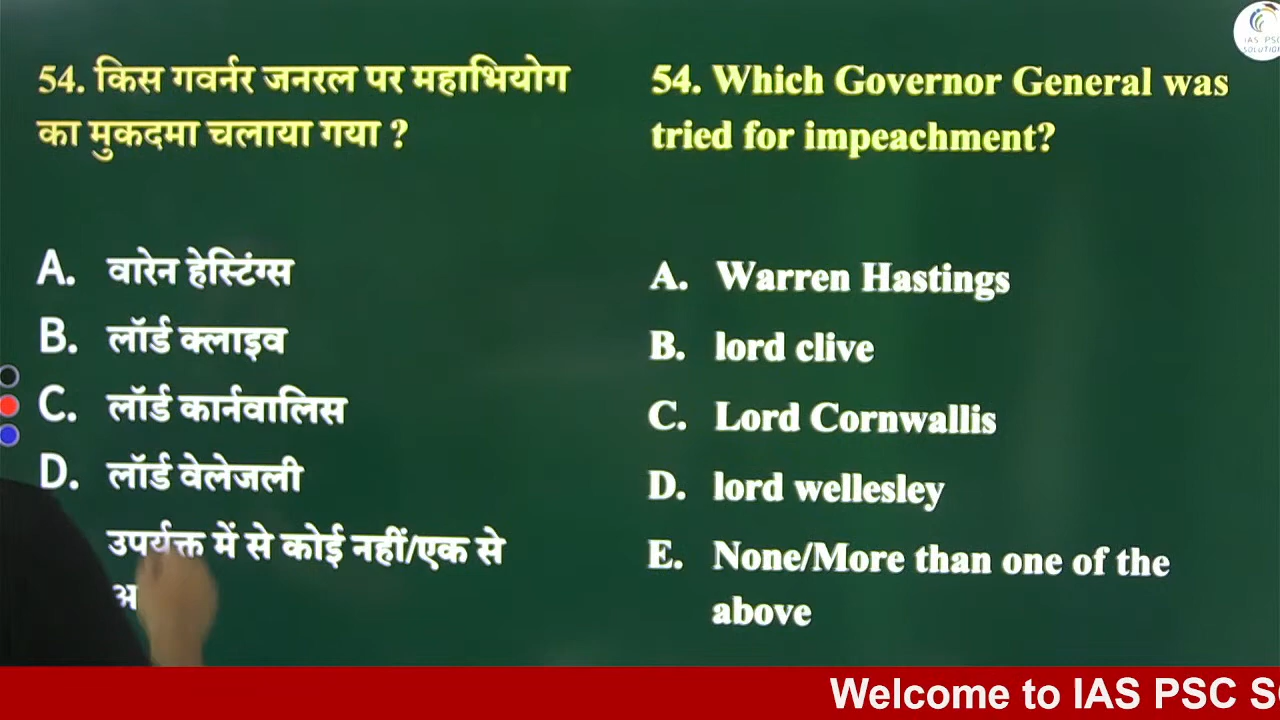 54. किस गवर्नर जनरल पर महाभियोग
का मुकदमा चलाया गया ?
A. वारेन हेस्टिंग्स
B. लॉर्ड क्लाइव
C. लॉर्ड कार्नवालिस
D. लॉर्ड वेलेजली
उपर्युक्त में से कोई नहीं/एक से
54. Which Governor General was
tried for impeachment?
A. Warren Hastings
B. lord clive
C. Lord Cornwallis
D. lord wellesley
E. None/More than one of the
above
IAS PSC
SOLUTION
Welcome to IAS PSC